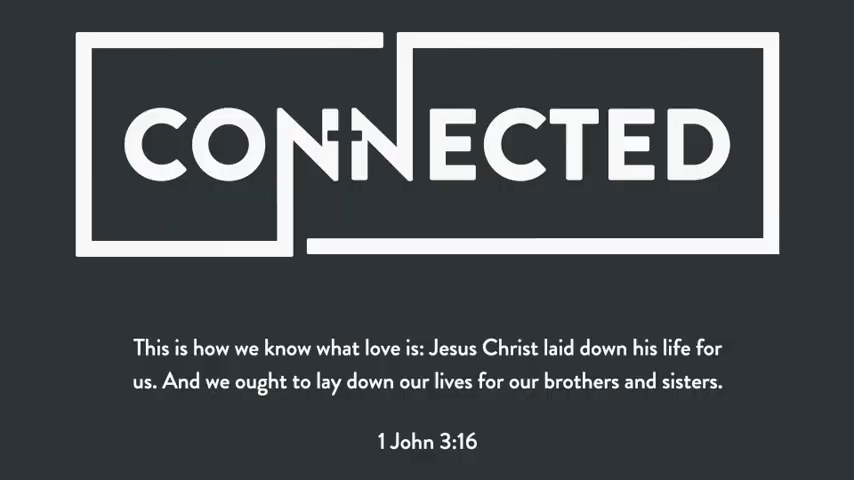 CONNECTED
This is how we know what love is: Jesus Christ laid down his life for
us. And we ought to lay down our lives for our brothers and sisters.
1 John 3:16